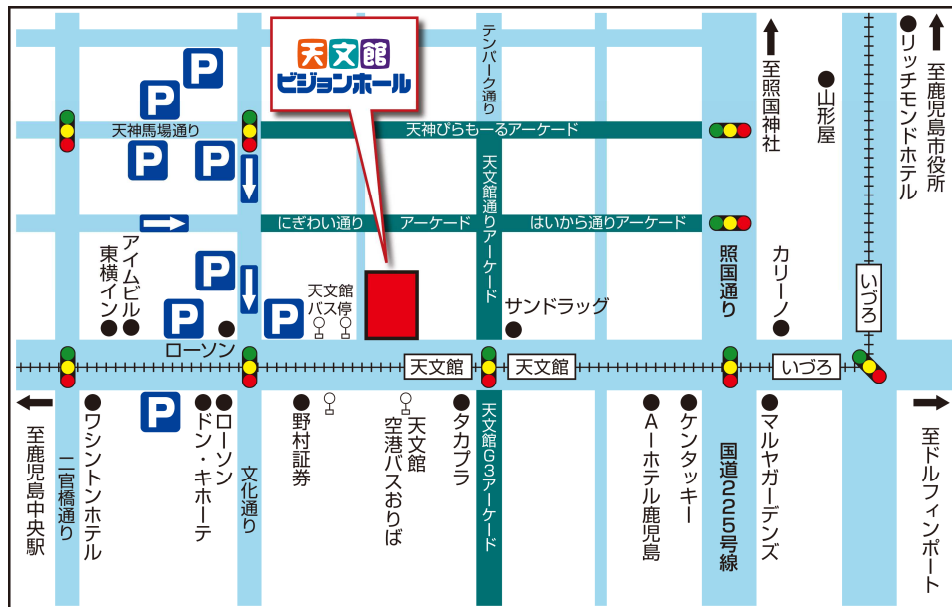 天文館
ビジョンホール
テンパーク通り
至照国神社
山形屋
リッチモンドホテル
至鹿児島市役所
P
P
天神馬場通り
天神ぴらもーるアーケード
P
P
天文館通りアーケード
にぎわい通り
アーケード
はいから通りアーケード
東横イン
アイムビル
P
P
ローソン
P
天文館
バス停
サンドラッグ
照国通り
カリーノ
いづろ
天文館
天文館
いづろ
至鹿児島中央駅
二官橋通り
ワシントンホテル
P
ドン・キホーテ
ローソン
文化通り
野村証券
天文館
空港バスおりば
タカプラ
天文館G3アーケード
Aーホテル鹿児島
ケンタッキー
国道225号線
マルヤガーデンズ
至ドルフィンポート